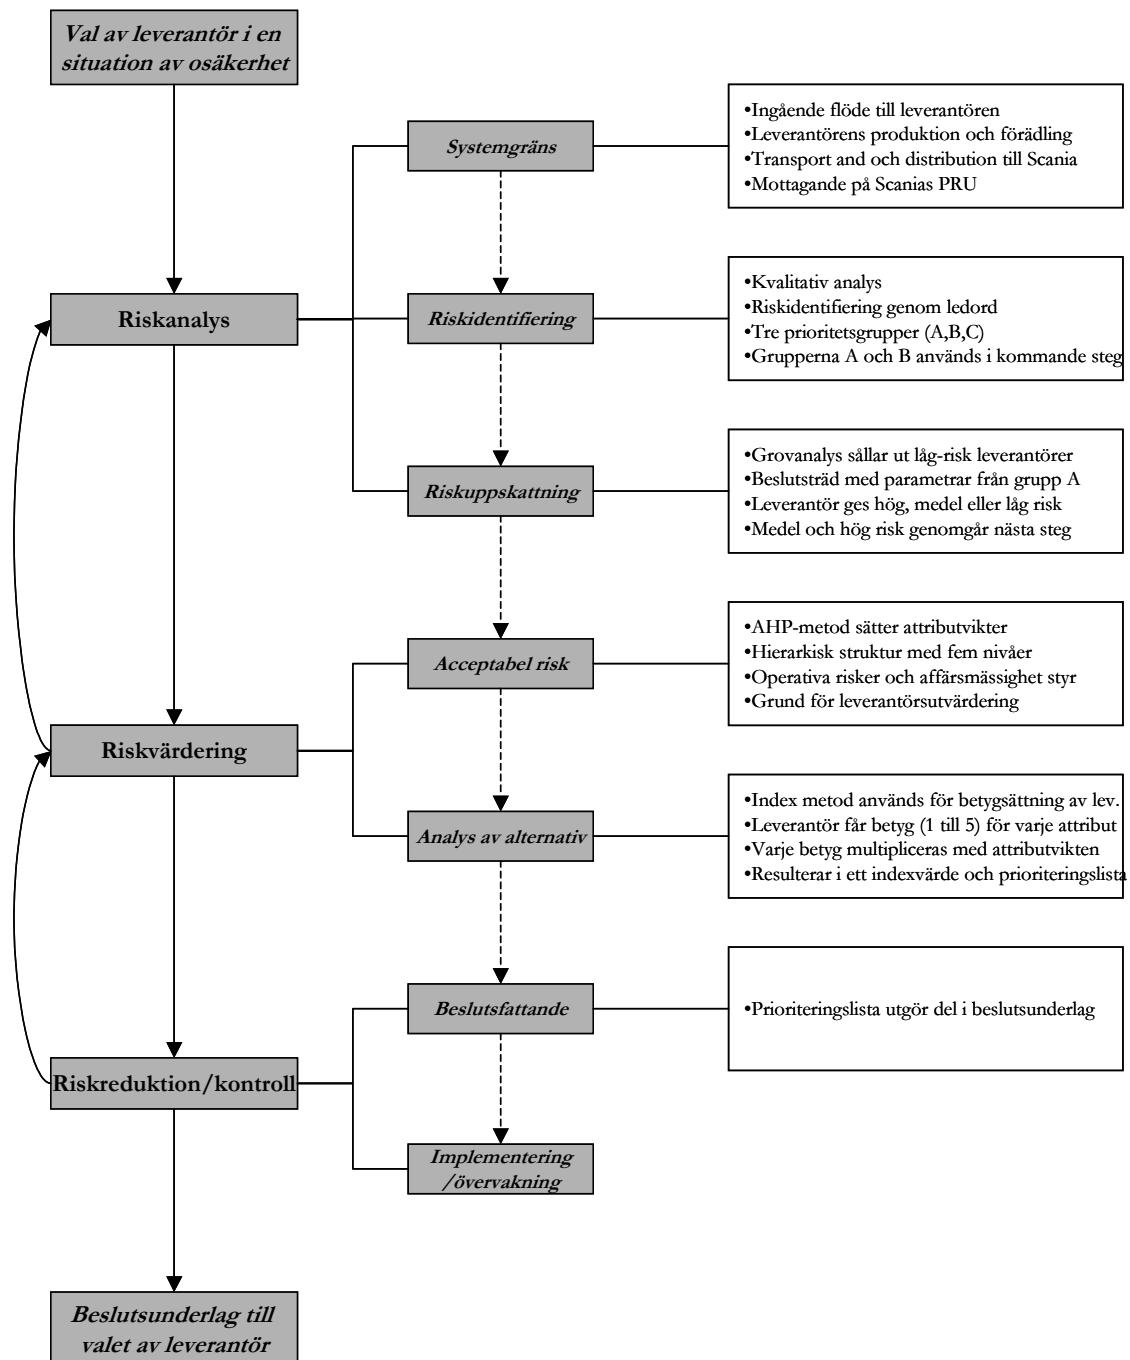 Val av leverantör i en
situation av osäkerhet
Systemgräns
•Ingående flöde till leverantören
•Leverantörens produktion och förädling
•Transport and och distribution till Scania
•Mottagande på Scanias PRU
Riskanalys
Riskidentifiering
•Kvalitativ analys
•Riskidentifiering genom ledord
•Tre prioritetsgrupper (A,B,C)
•Grupperna A och B används i kommande steg
Riskuppskattning
•Grovanalys sållar ut låg-risk leverantörer
•Beslutsträd med parametrar från grupp A
•Leverantör ges hög, medel eller låg risk
•Medel och hög risk genomgår nästa steg
Acceptabel risk
•AHP-metod sätter attributvikter
•Hierarkisk struktur med fem nivåer
•Operativa risker och affärsmässighet styr
•Grund för leverantörsutvärdering
Riskvärdering
Analys av alternativ
•Index metod används för betygsättning av lev.
•Leverantör får betyg (1 till 5) för varje attribut
•Varje betyg multipliceras med attributvikten
•Resulterar i ett indexvärde och prioriteringslista
Beslutsfattande
•Prioriteringslista utgör del i beslutsunderlag
Riskreduktion/kontroll
Implementering
/övervakning
Beslutsunderlag till
valet av leverantör